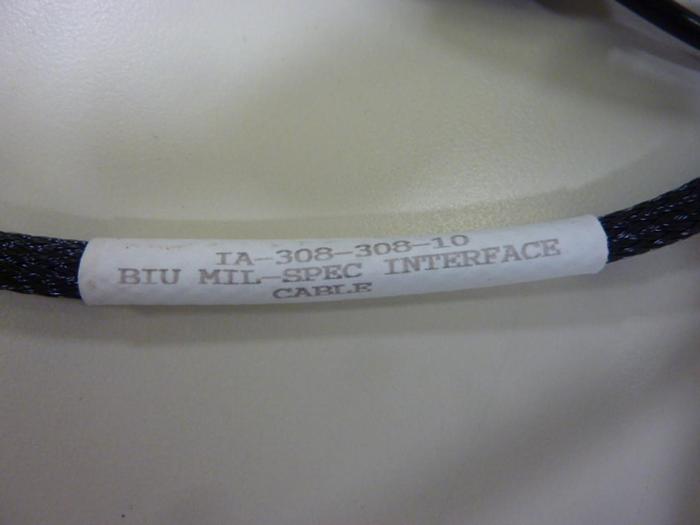 IA-308-308-10
BIU MIL-SPEC INTERFACE
CABLE